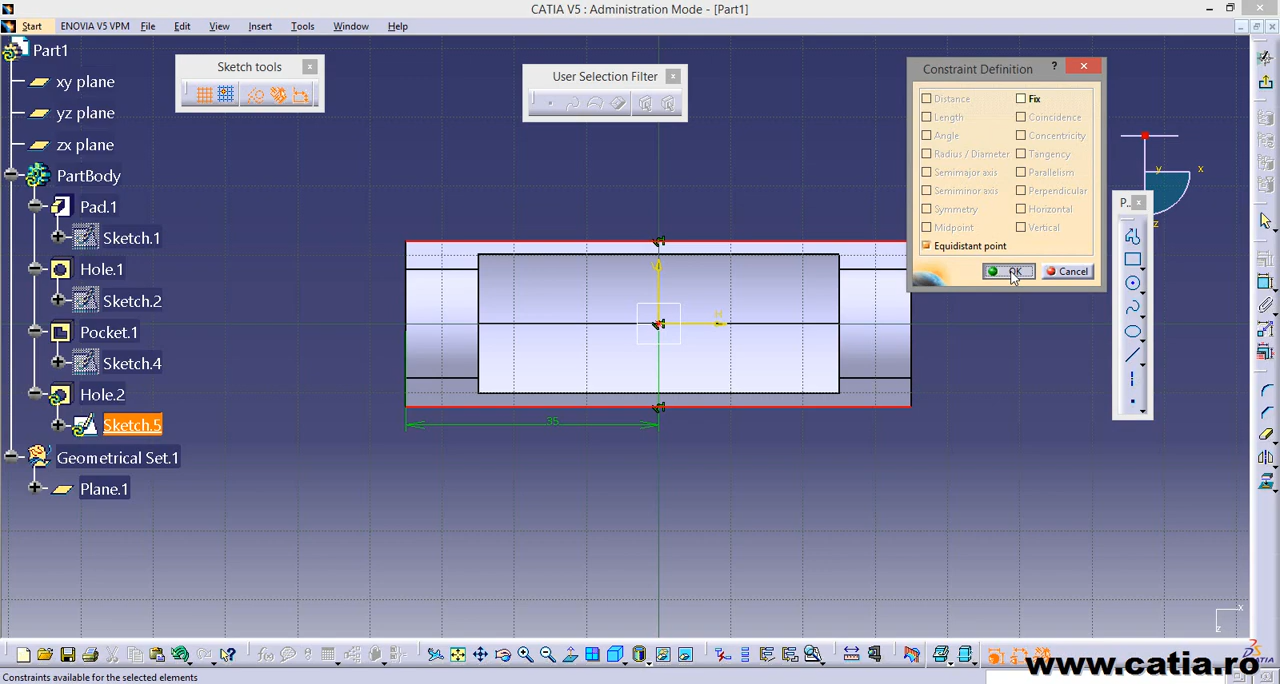 CATIA V5 : Administration Mode - [Part1]
Start ENOVIA V5 VPM File Edit View Insert Tools Window Help
Part1
xy plane
yz plane
zx plane
PartBody
Pad.1
Sketch.1
Hole.1
Sketch.2
Pocket.1
Sketch.4
Hole.2
Sketch.5
Geometrical Set.1
Plane.1
Sketch tools
User Selection Filter
Constraint Definition
Distance Fix
Length Coincidence
Angle Concentricity
Radius / Diameter Tangency
Semimajor axis Parallelism
Semiminor axis Perpendicular
Symmetry Horizontal
Midpoint Vertical
Equidistant point
OK Cancel
y x
z
P...
H
35
x
z
www.catia.ro
Constraints available for the selected elements